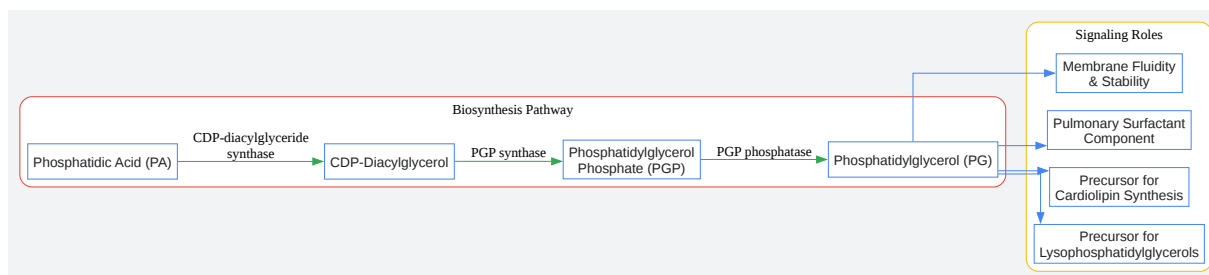 Signaling Roles
Membrane Fluidity
& Stability
Biosynthesis Pathway
Phosphatidic Acid (PA)
CDP-diacylglyceride
synthase
CDP-Diacylglycerol
PGP synthase
Phosphatidylglycerol
Phosphate (PGP)
PGP phosphatase
Phosphatidylglycerol (PG)
Pulmonary Surfactant
Component
Precursor for
Cardiolipin Synthesis
Precursor for
Lysophosphatidylglycerols